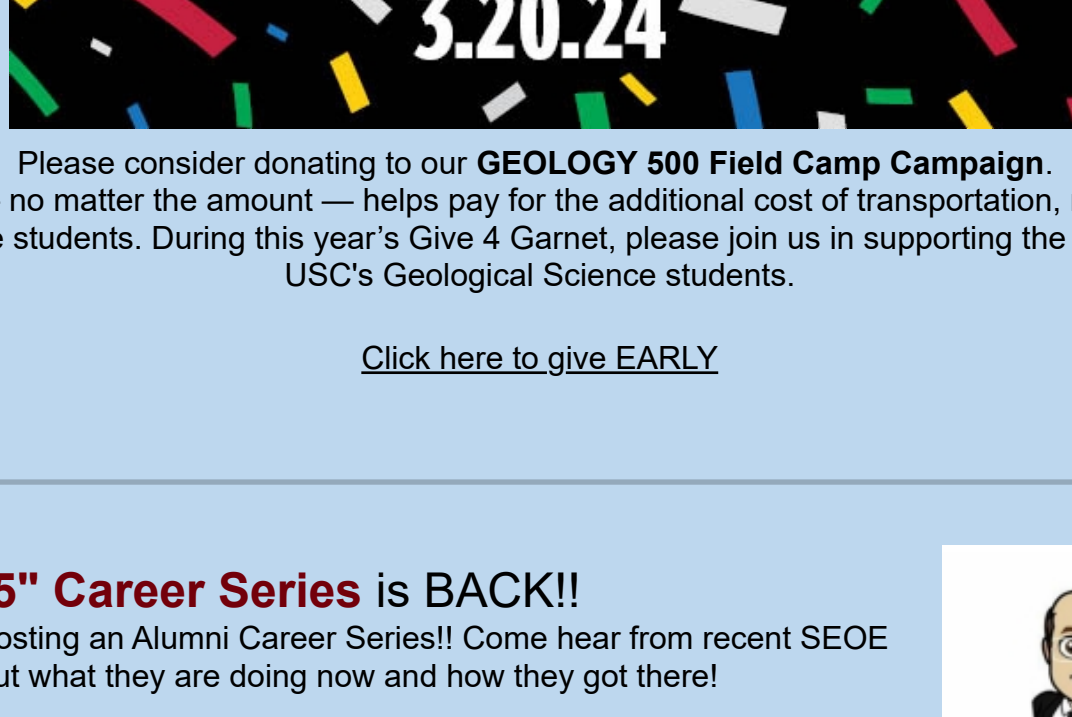 3.20.24
Please consider donating to our GEOLOGY 500 Field Camp Campaign.
no matter the amount — helps pay for the additional cost of transportation,
students. During this year’s Give 4 Garnet, please join us in supporting the
USC's Geological Science students.
Click here to give EARLY
5" Career Series is BACK!!
an Alumni Career Series!! Come hear from recent SEOE
what they are doing now and how they got there!